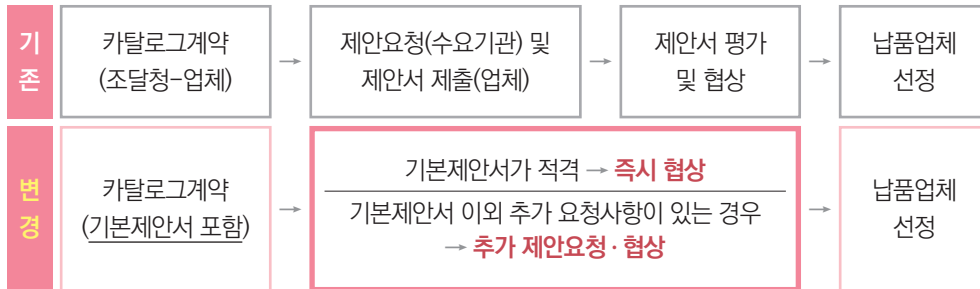 기존
카탈로그계약
(조달청-업체)
→
제안요청(수요기관) 및
제안서 제출(업체)
→
제안서 평가
및 협상
→
납품업체
선정
변경
카탈로그계약
(기본제안서 포함)
→
기본제안서가 적격 → 즉시 협상
기본제안서 이외 추가 요청사항이 있는 경우
→ 추가 제안요청 · 협상
→
납품업체
선정